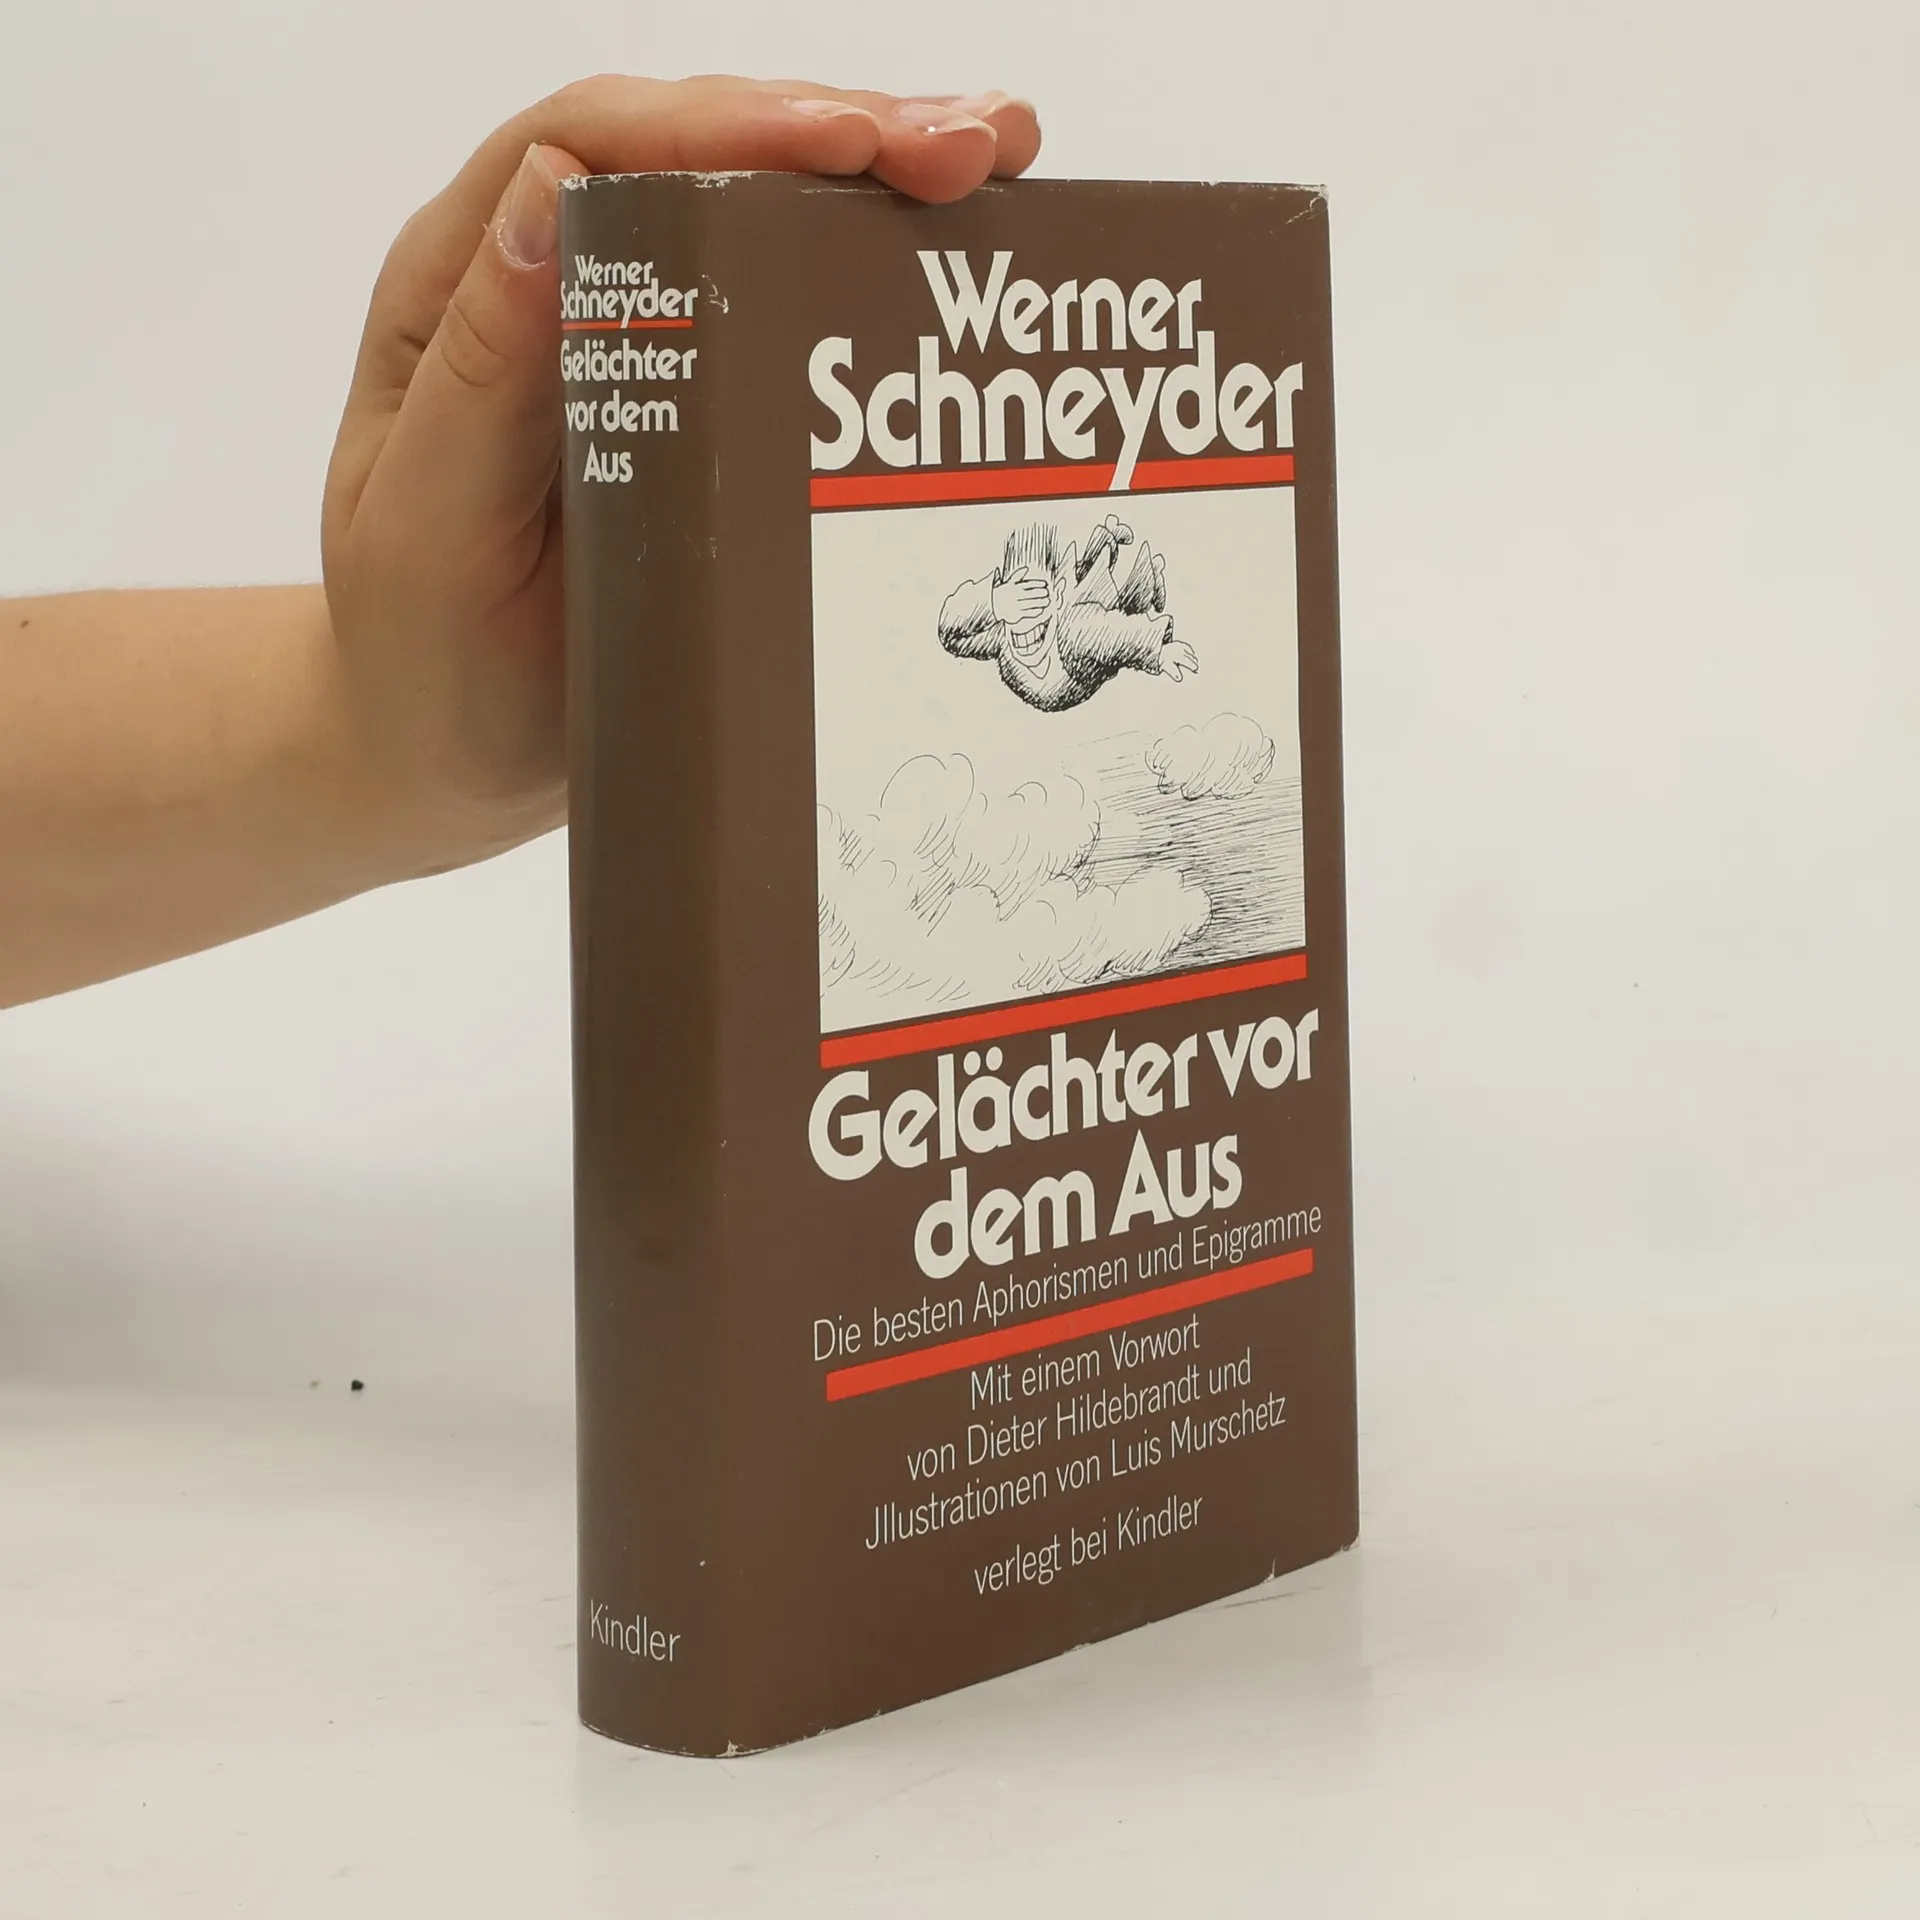 Werner
Schneyder
Gelächter
vor dem
Aus
Kindler
Werner
Schneyder
Gelächter vor
dem Aus
Die besten Aphorismen und Epigramme
Mit einem Vorwort
von Dieter Hildebrandt und
Jllustrationen von Luis Murschetz
verlegt bei Kindler